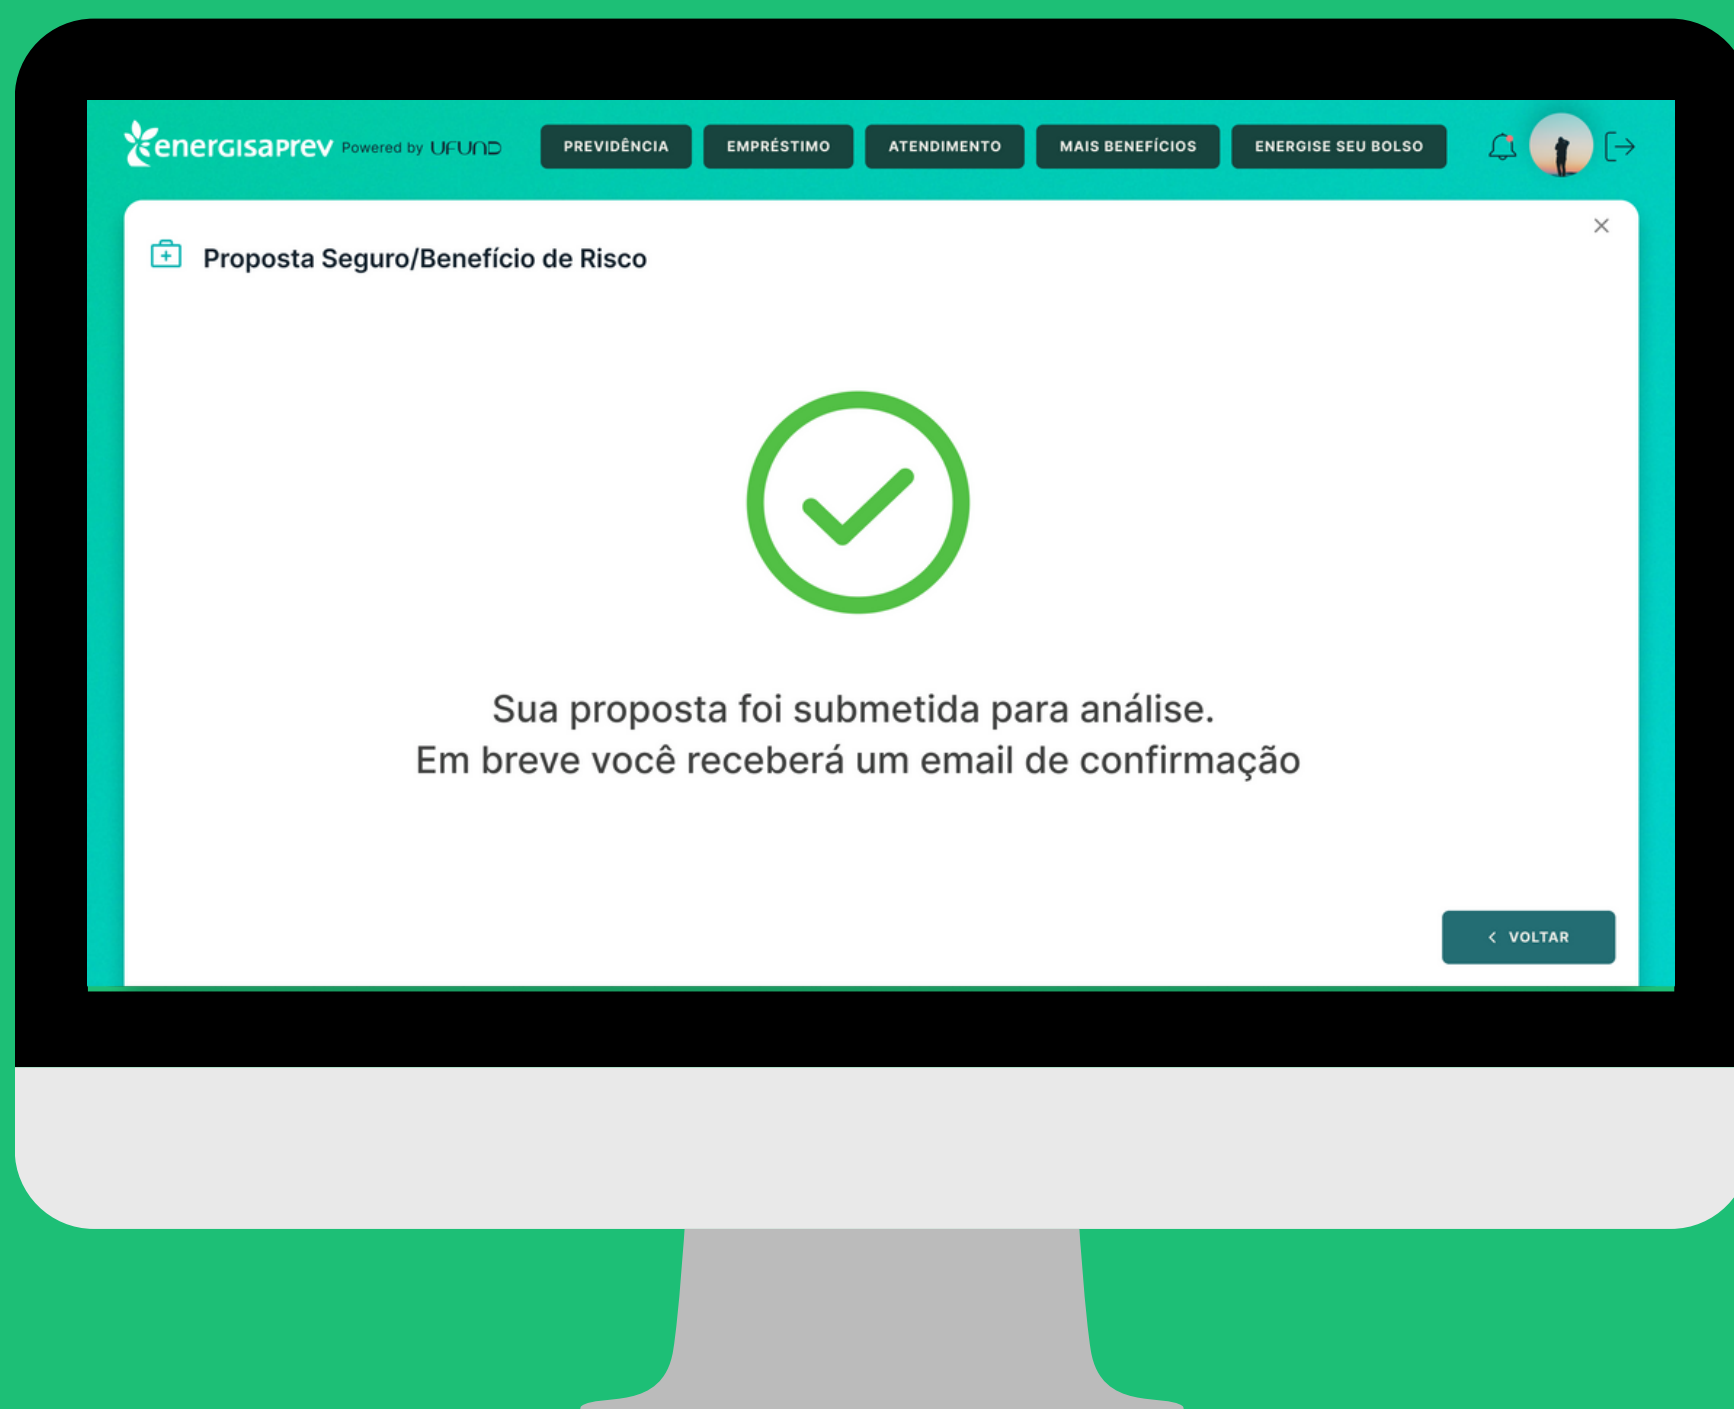 energisaprev Powered by UFUND PREVIDÊNCIA EMPRÉSTIMO ATENDIMENTO MAIS BENEFÍCIOS ENERGISE SEU BOLSO
Proposta Seguro/Benefício de Risco
Sua proposta foi submetida para análise.
Em breve você receberá um email de confirmação
VOLTAR